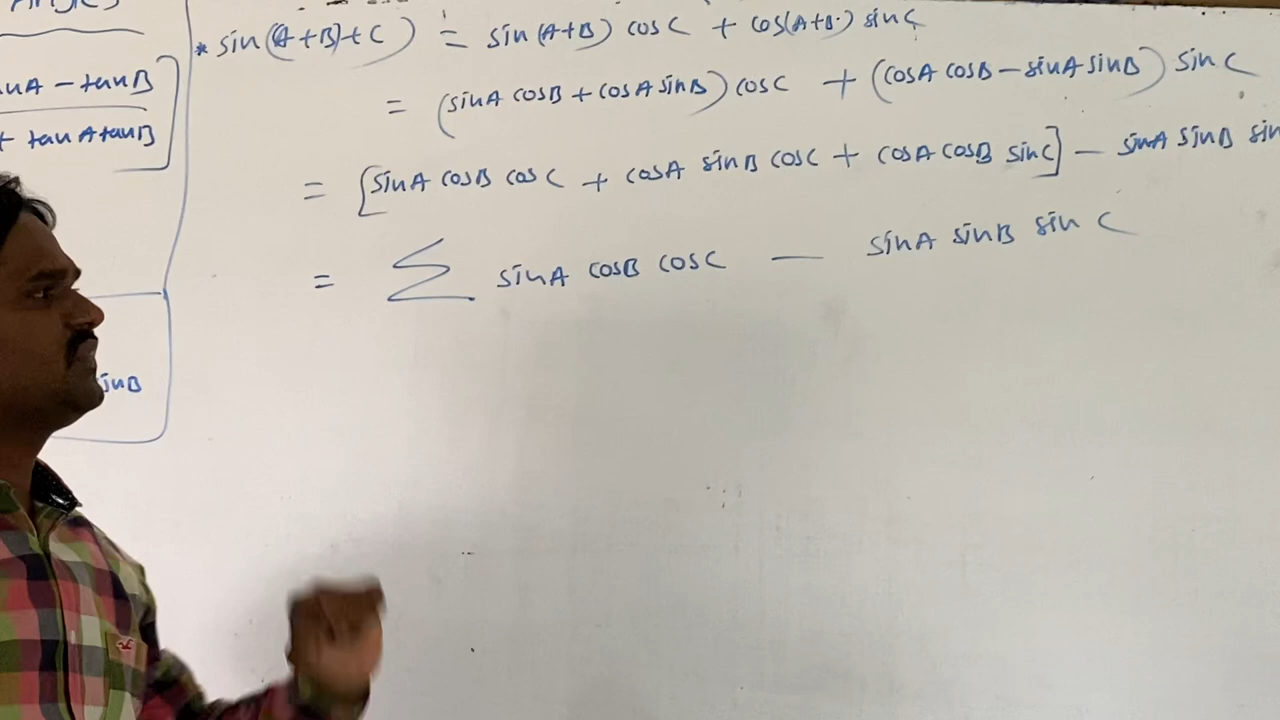 tanA - tanB
+ tanA tanB
sinB
* sin((A+B)+C) = sin(A+B) cosC + cos(A+B) sinC
= (sinA cosB + cosA sinB) cosC + (cosA cosB - sinA sinB) sinC
= [sinA cosB cosC + cosA sinB cosC + cosA cosB sinC] - sinA sinB sin
= Σ sinA cosB cosC - sinA sinB sin C